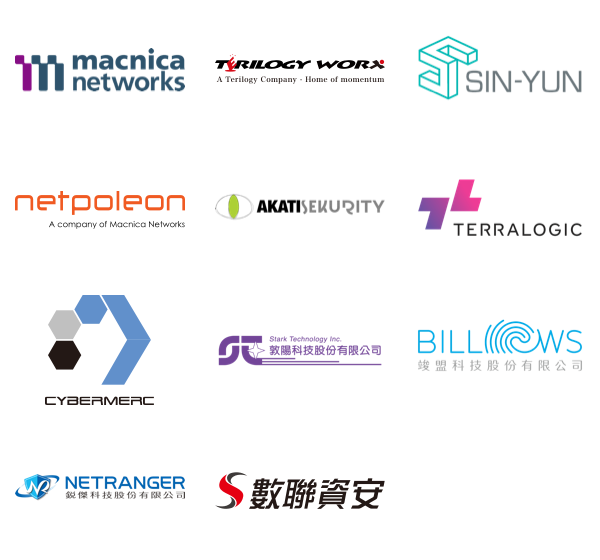 macnica
networks
TERILOGY WORX
A Terilogy Company - Home of momentum
SIN-YUN
netpoleon
A company of Macnica Networks
AKATISEKURITY
TERRALOGIC
CYBERMERC
Stark Technology Inc.
敦陽科技股份有限公司
BILLOWS
竣盟科技股份有限公司
NETRANGER
銳傑科技股份有限公司
數聯資安